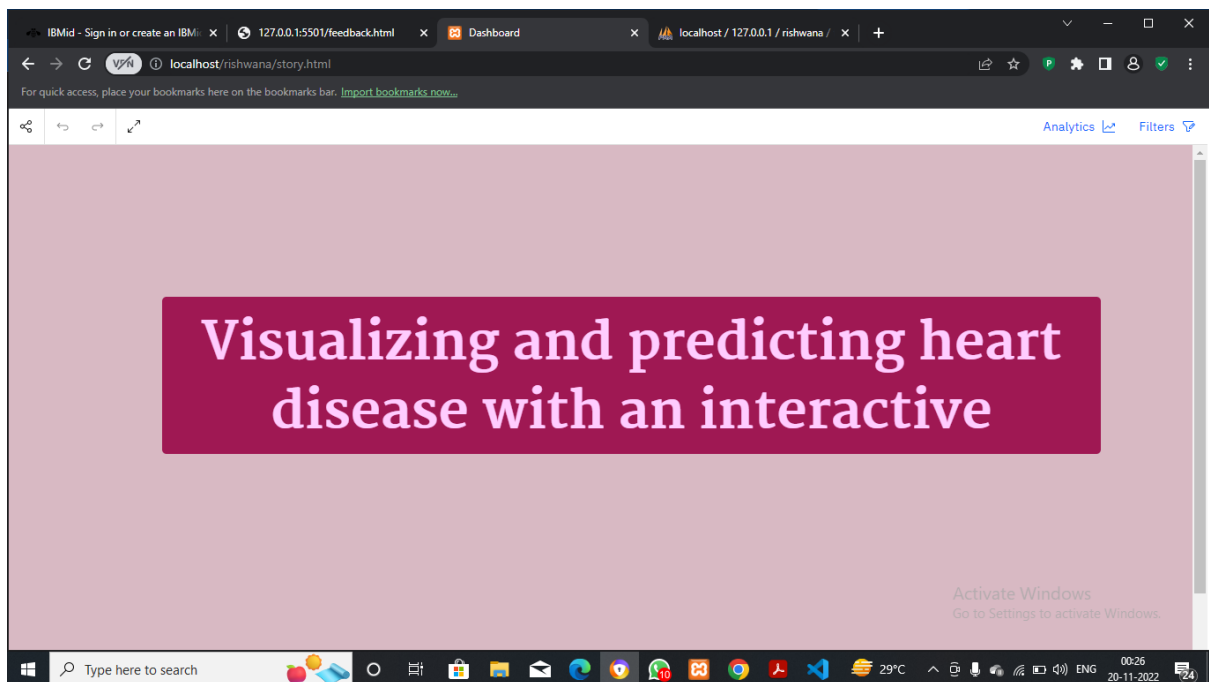 IBMid - Sign in or create an IBMi
127.0.0.1:5501/feedback.html
Dashboard
localhost / 127.0.0.1 / rishwana /
VPN
localhost/rishwana/story.html
P
For quick access, place your bookmarks here on the bookmarks bar. Import bookmarks now...
Analytics
Filters
Visualizing and predicting heart
disease with an interactive
Activate Windows
Go to Settings to activate Windows.
Type here to search
10
29°C
ENG
00:26
20-11-2022
24